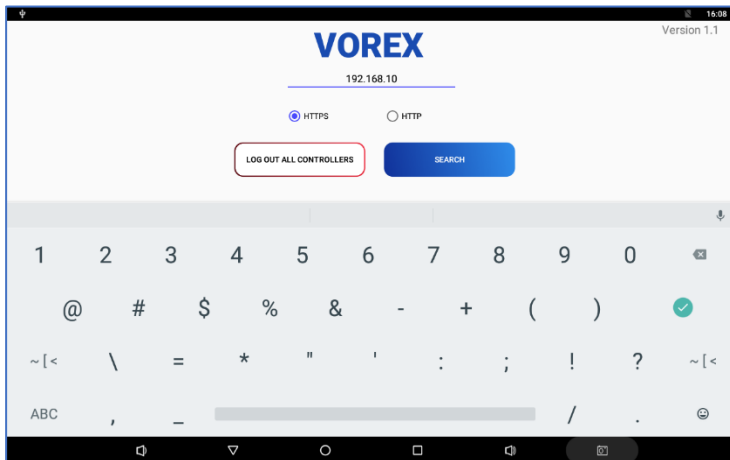 16:08
Version 1.1
VOREX
192.168.10
HTTPS HTTP
LOG OUT ALL CONTROLLERS SEARCH
1 2 3 4 5 6 7 8 9 0
@ # $ % & - + ( )
~ [ < \ = * " ' : ; ! ? ~ [ <
ABC , _ / .